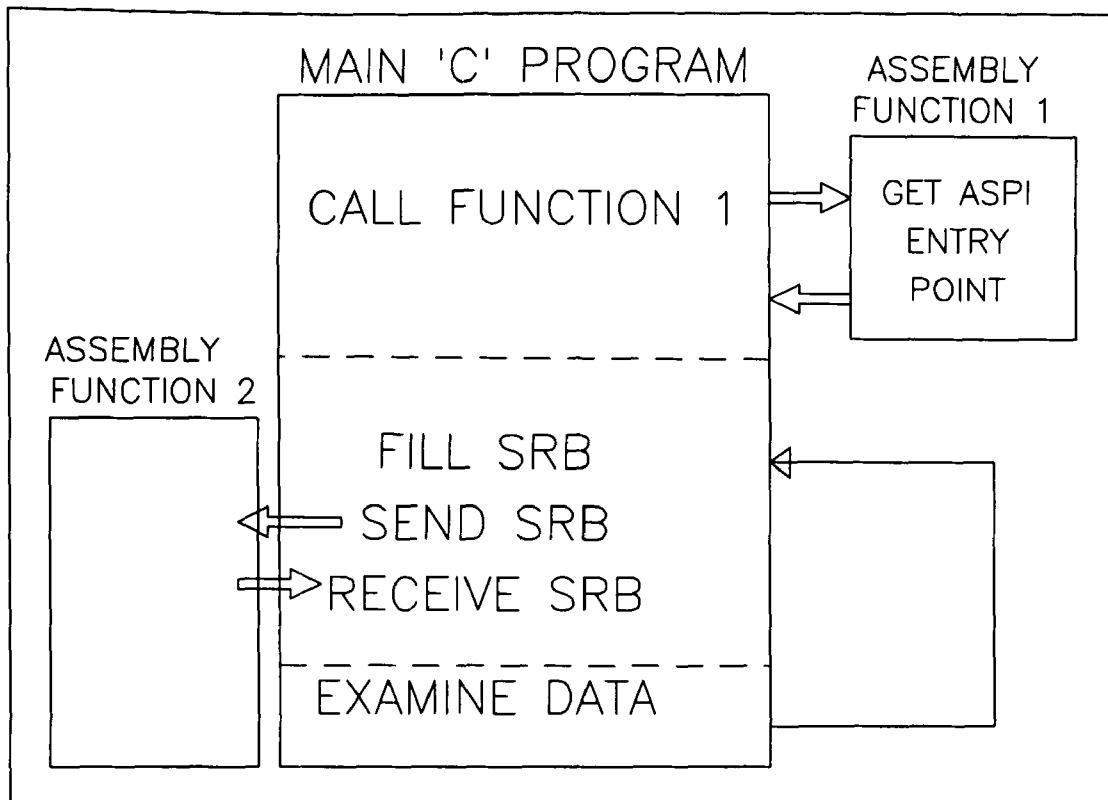 MAIN 'C' PROGRAM
ASSEMBLY
FUNCTION 1
CALL FUNCTION 1
GET ASPI
ENTRY
POINT
ASSEMBLY
FUNCTION 2
FILL SRB
SEND SRB
RECEIVE SRB
EXAMINE DATA